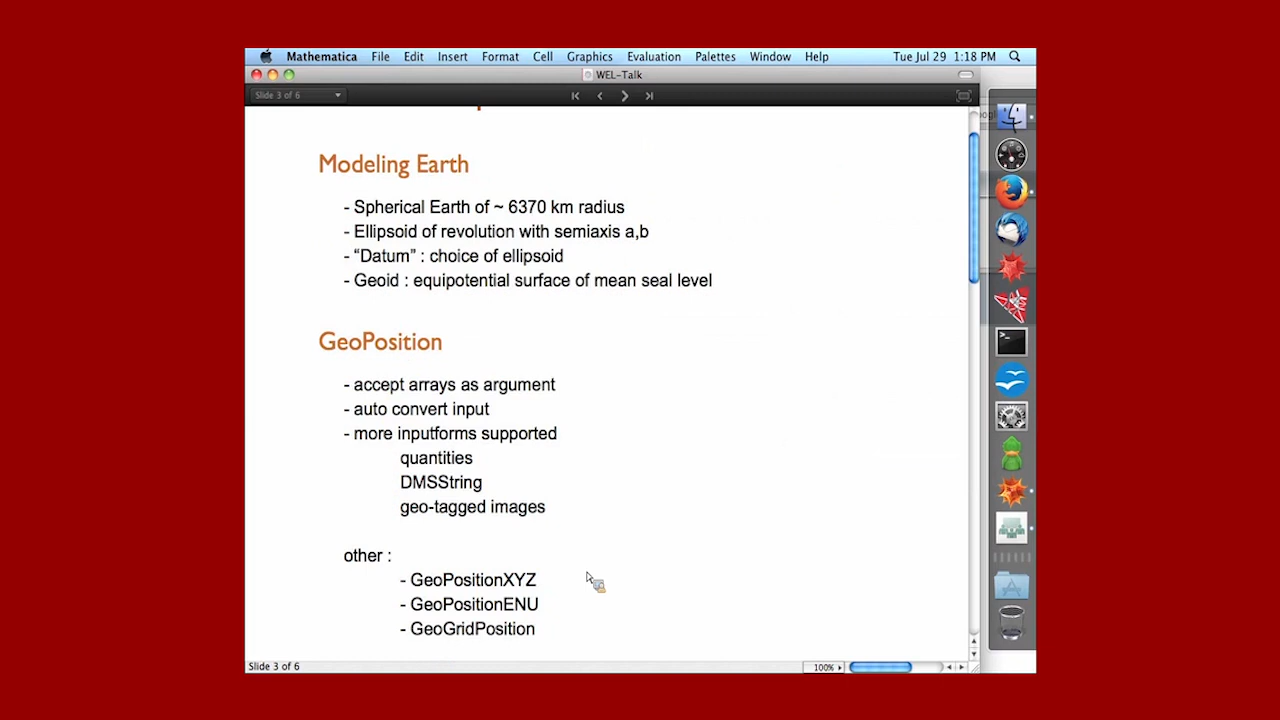 Mathematica File Edit Insert Format Cell Graphics Evaluation Palettes Window Help Tue Jul 29 1:18 PM
WEL-Talk
Slide 3 of 6
Modeling Earth
- Spherical Earth of ~ 6370 km radius
- Ellipsoid of revolution with semiaxis a,b
- “Datum” : choice of ellipsoid
- Geoid : equipotential surface of mean seal level
GeoPosition
- accept arrays as argument
- auto convert input
- more inputforms supported
quantities
DMSString
geo-tagged images
other :
- GeoPositionXYZ
- GeoPositionENU
- GeoGridPosition
Slide 3 of 6 100%